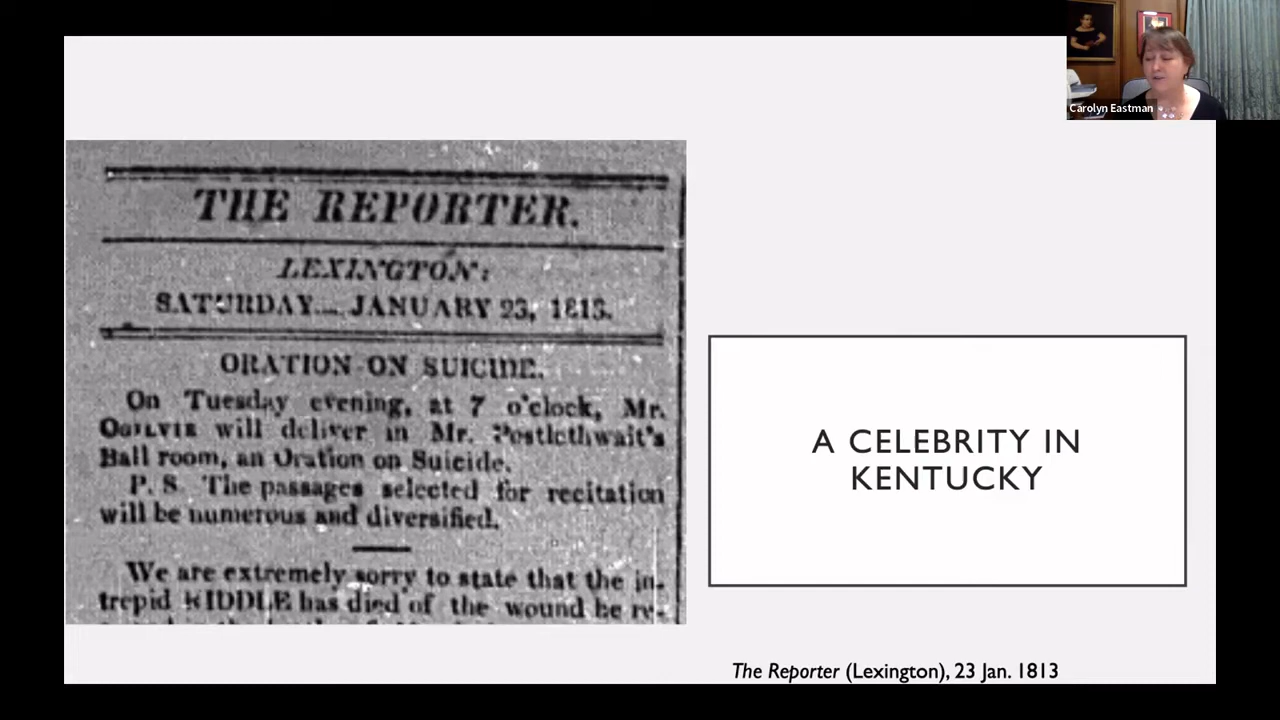 Carolyn Eastman
THE REPORTER.
LEXINGTON:
SATURDAY — JANUARY 23, 1813.
ORATION ON SUICIDE.
On Tuesday evening, at 7 o'clock, Mr.
OGILVIE will deliver in Mr. Postlethwait's
Ball room, an Oration on Suicide.
P. S. The passages selected for recitation
will be numerous and diversified.
We are extremely sorry to state that the in-
trepid KIDDLE has died of the wound he re-
A CELEBRITY IN
KENTUCKY
The Reporter (Lexington), 23 Jan. 1813